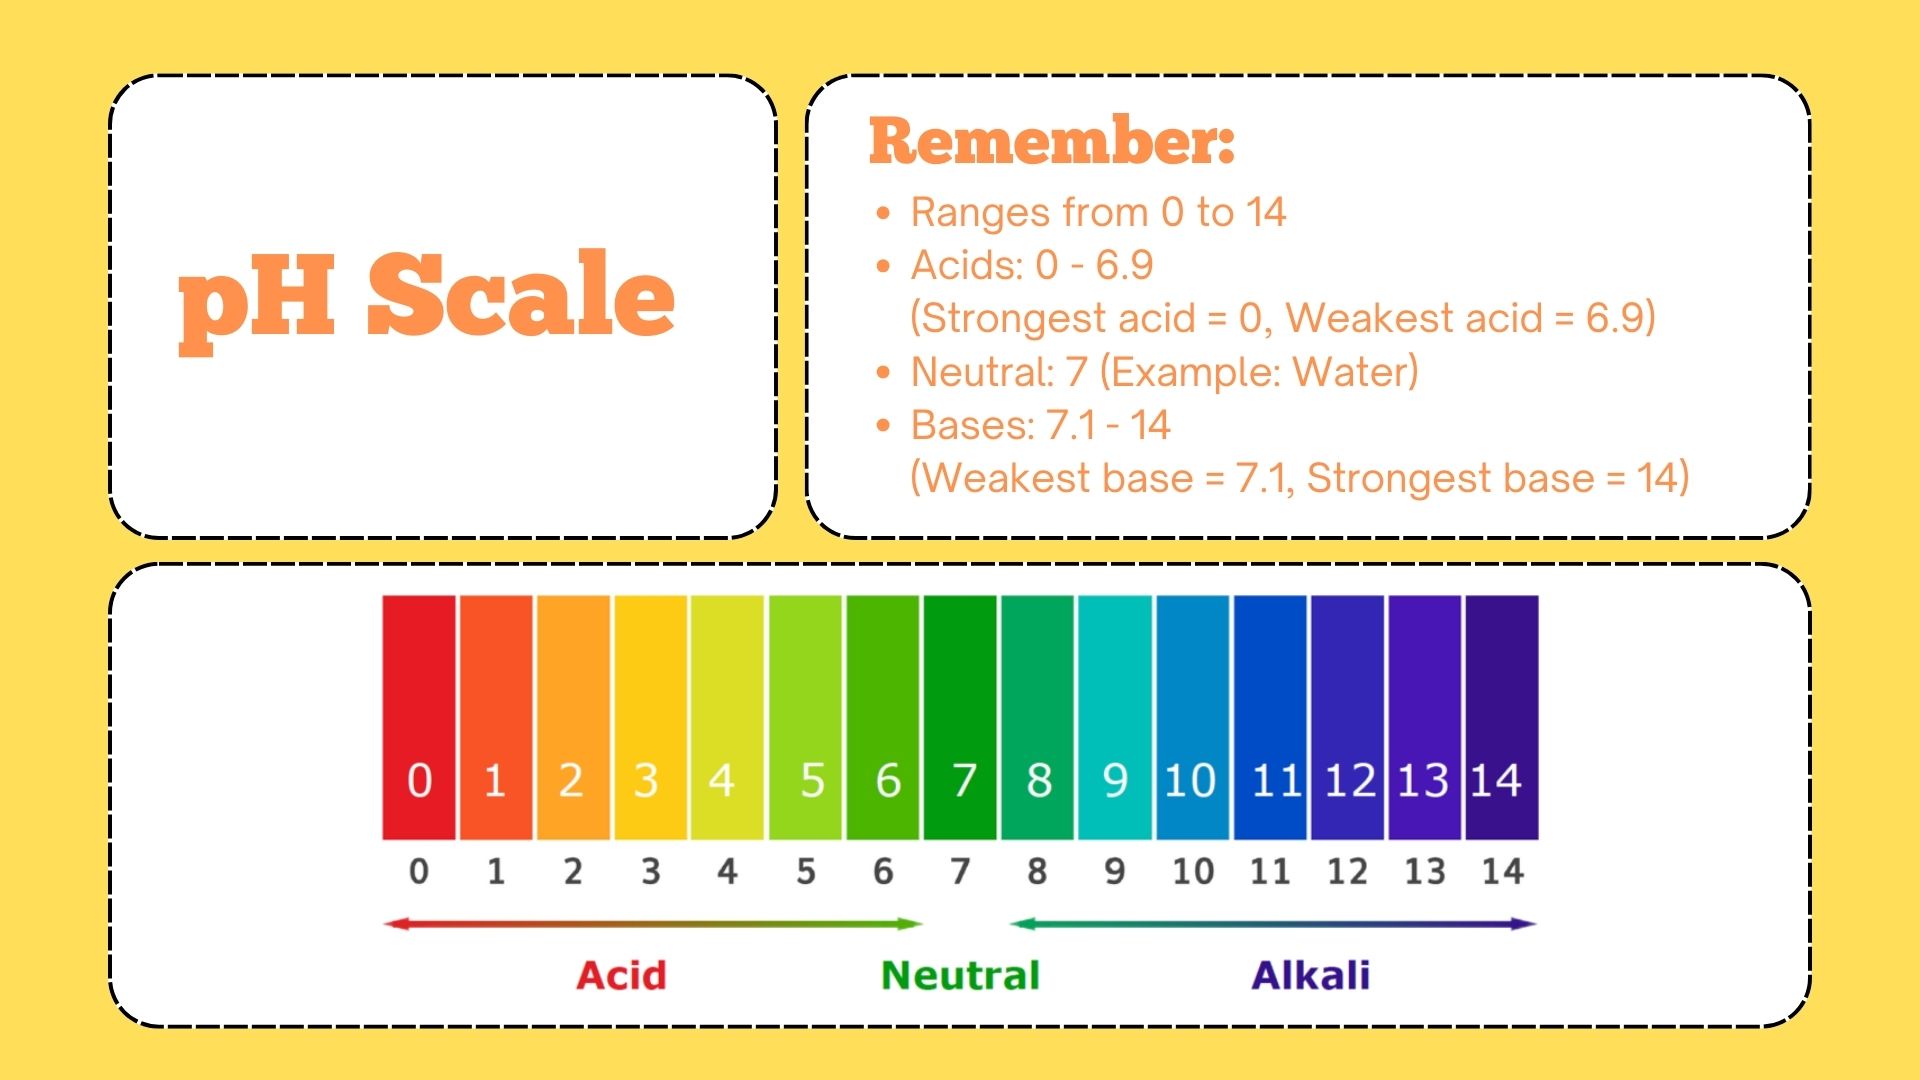 pH Scale
Remember:
• Ranges from 0 to 14
• Acids: 0 - 6.9
(Strongest acid = 0, Weakest acid = 6.9)
• Neutral: 7 (Example: Water)
• Bases: 7.1 - 14
(Weakest base = 7.1, Strongest base = 14)
0 1 2 3 4 5 6 7 8 9 10 11 12 13 14
0 1 2 3 4 5 6 7 8 9 10 11 12 13 14
Acid Neutral Alkali